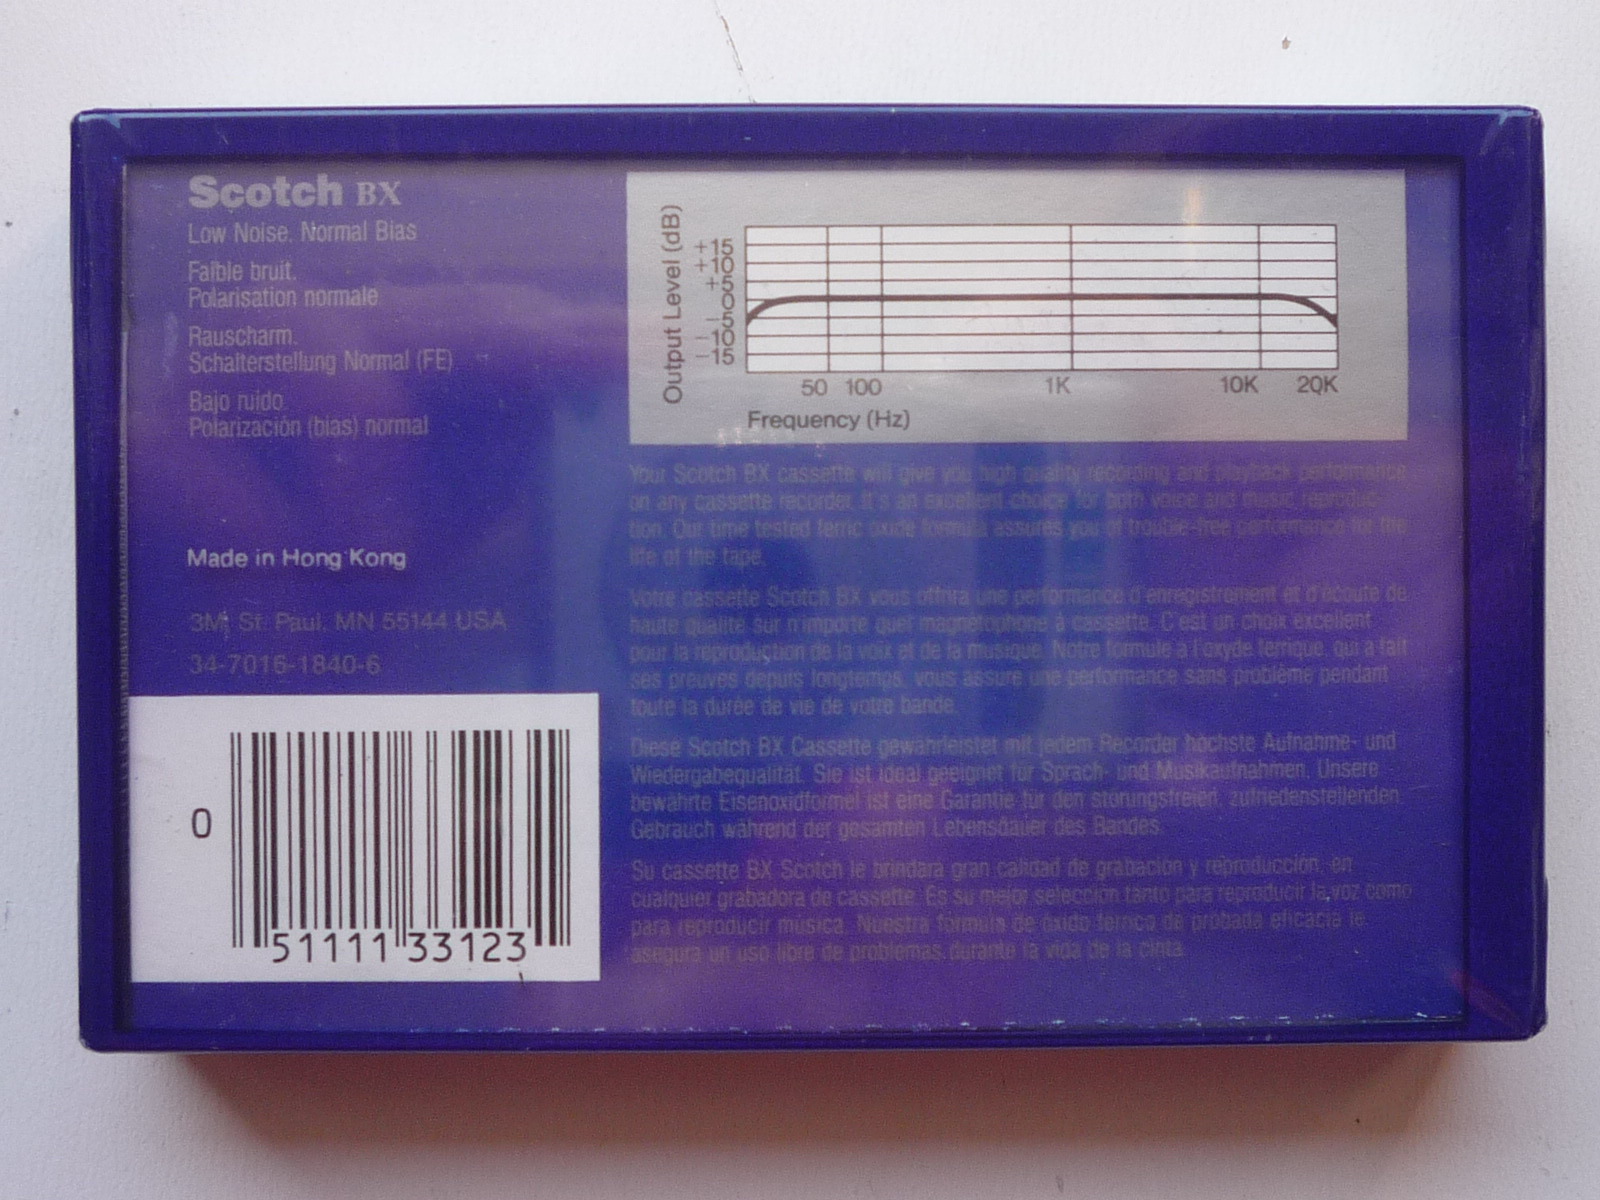 Scotch BX
Low Noise. Normal Bias
Faible bruit.
Polarisation normale
Rauscharm.
Schalterstellung Normal (FE)
Bajo ruido.
Polarización (bias) normal
Made in Hong Kong
3M St. Paul, MN 55144 USA
34-7015-1840-6
0
51111 33123
Output Level (dB)
+15
+10
+5
0
-5
-10
-15
50 100 1K 10K 20K
Frequency (Hz)
Your Scotch BX cassette will give you high quality recording and playback performance
on any cassette recorder. It's an excellent choice for both voice and music reproduc-
tion. Our time tested ferric oxide formula assures you of trouble-free performance for the
life of the tape.
Votre cassette Scotch BX vous offrira une performance d'enregistrement et d'écoute de
haute qualité sur n'importe quel magnétophone à cassette. C'est un choix excellent
pour la reproduction de la voix et de la musique. Notre formule à l'oxyde ferrique, qui a fait
ses preuves depuis longtemps, vous assure une performance sans problème pendant
toute la durée de vie de votre bande.
Diese Scotch BX Cassette gewährleistet mit jedem Recorder höchste Aufnahme- und
Wiedergabequalität. Sie ist ideal geeignet für Sprach- und Musikaufnahmen. Unsere
bewährte Eisenoxidformel ist eine Garantie für den störungsfreien, zufriedenstellenden
Gebrauch während der gesamten Lebensdauer des Bandes.
Su cassette BX Scotch le brindara gran calidad de grabación y reproducción, en
cualquier grabadora de cassette. Es su mejor selección tanto para reproducir la voz como
para reproducir música. Nuestra fórmula de óxido férrico de probada eficacia le
asegura un uso libre de problemas durante la vida de la cinta.